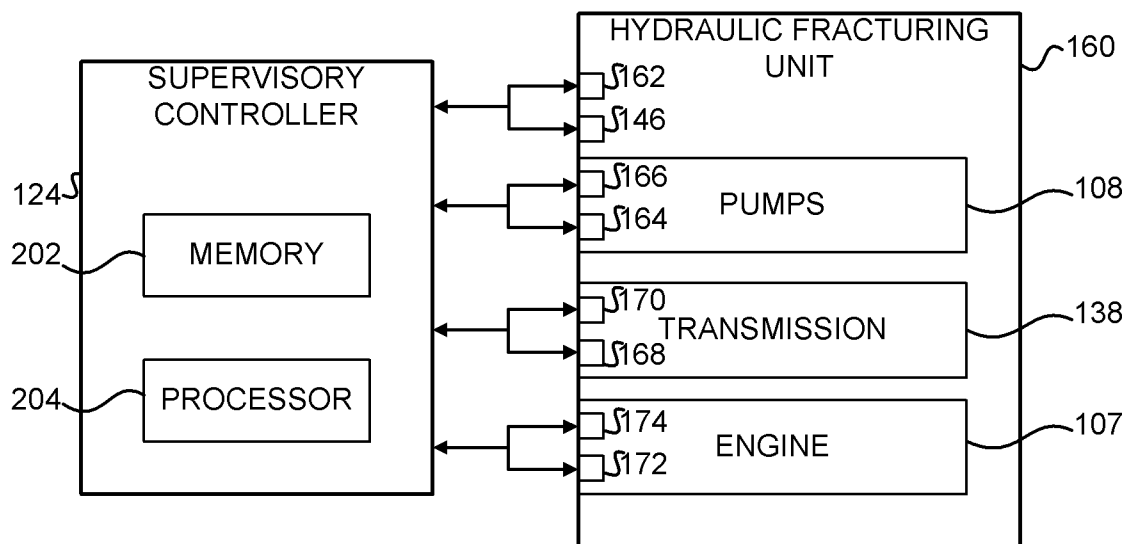 HYDRAULIC FRACTURING
UNIT
160
SUPERVISORY
CONTROLLER
162
146
124
166
164
PUMPS
108
202
MEMORY
170
168
TRANSMISSION
138
204
PROCESSOR
174
172
ENGINE
107